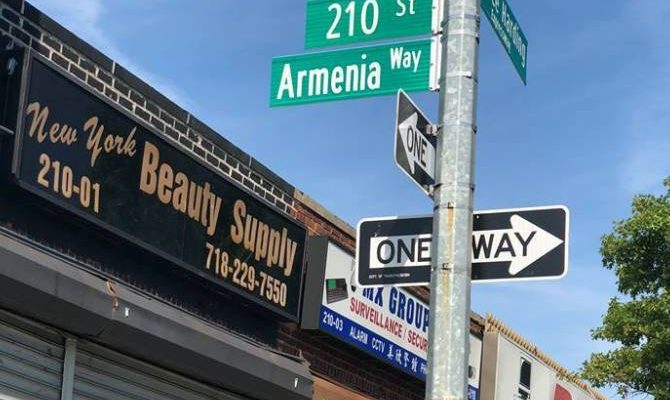 210 St
Armenia Way
ONE
ONE WAY
New York
Beauty Supply
210-01
718-229-7550
GROUP
SURVEILLANCE / SECUR
210-03 ALARM CCTV